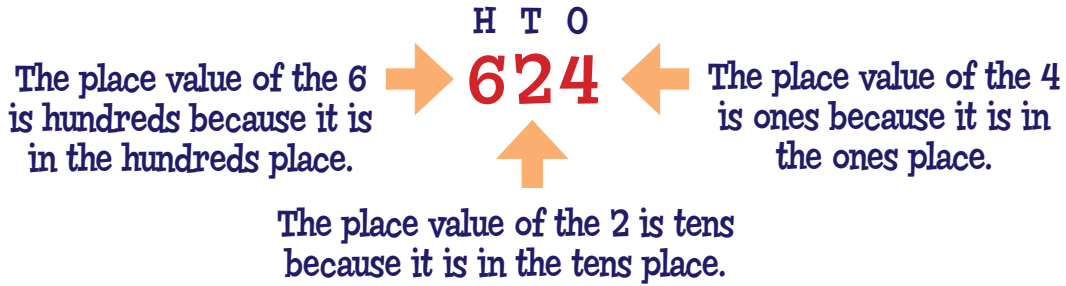 H T O
624
The place value of the 6
is hundreds because it is
in the hundreds place.
The place value of the 4
is ones because it is in
the ones place.
The place value of the 2 is tens
because it is in the tens place.